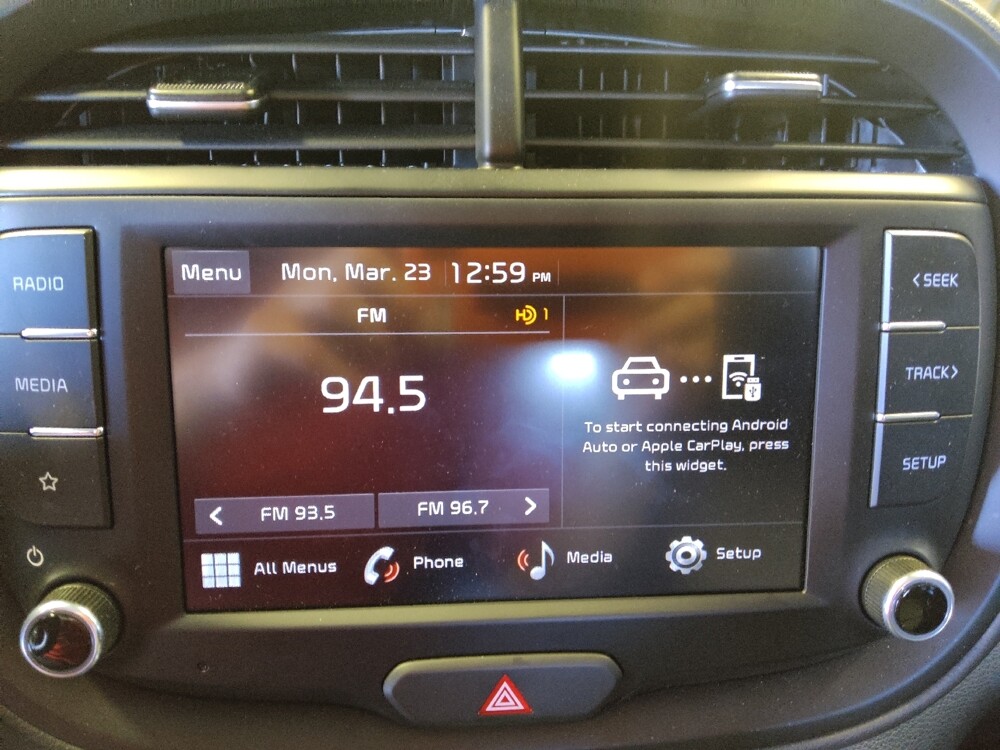 Menu Mon, Mar. 23 12:59 PM
RADIO
MEDIA
FM HD 1
94.5
FM 93.5 FM 96.7
To start connecting Android
Auto or Apple CarPlay, press
this widget.
All Menus Phone Media Setup
< SEEK
TRACK >
SETUP